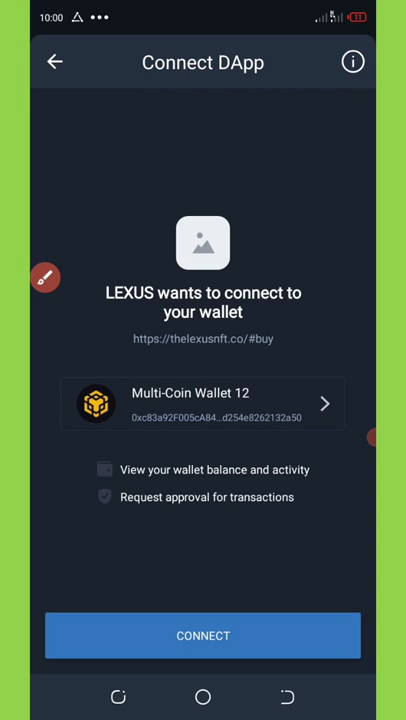 10:00
Connect DApp
LEXUS wants to connect to
your wallet
https://thelexusnft.co/#buy
Multi-Coin Wallet 12
0xc83a92F005cA84...d254e8262132a50
View your wallet balance and activity
Request approval for transactions
CONNECT